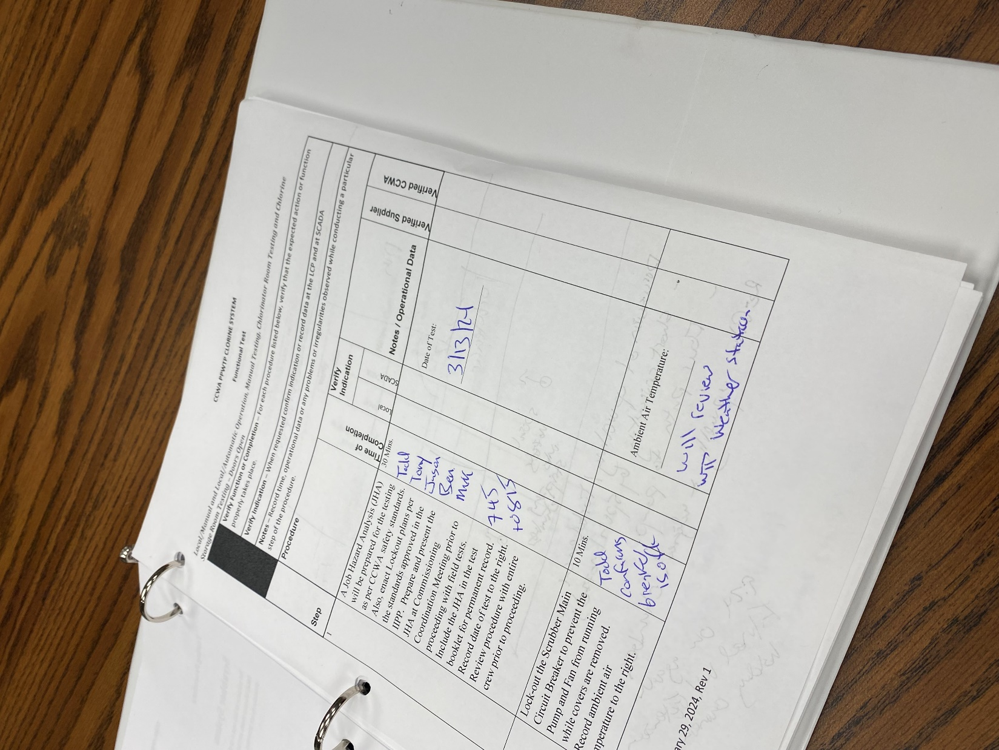 CCWA PPWTP CLORINE SYSTEM
Functional Test
Local/Manual and Local/Automatic Operation, Manual Testing, Chlorinator Room Testing and Chlorine
Storage Room Testing – Doors Open
Verify Function or Completion – For each procedure listed below, verify that the expected action or function
properly takes place.
Verify Indication – When requested confirm indication or record data at the LCP and at SCADA
Notes – Record time, operational data or any problems or irregularities observed while conducting a particular
step of the procedure.
Step
Procedure
Time of
Completion
Verify
Indication
Local
SCADA
Notes / Operational Data
Verified Supplier
Verified CCWA
1
A Job Hazard Analysis (JHA)
will be prepared for the testing
as per CCWA safety standards.
Also, enact Lockout plans per
the standards approved in the
IIPP. Prepare and present the
JHA at Commissioning
Coordination Meeting prior to
proceeding with field tests.
Include the JHA in the test
booklet for permanent record.
Record date of test to the right.
Review procedure with entire
crew prior to proceeding.
30 Mins.
Todd
Tony
Jason
Ben
745
to 815
Date of Test:
3/13/24
Lock-out the Scrubber Main
Circuit Breaker to prevent the
Pump and Fan from running
while covers are removed.
Record ambient air
mperature to the right.
10 Mins.
Todd
confirms
breaker
is off
Ambient Air Temperature:
will review
WTP weather station
ary 29, 2024, Rev 1